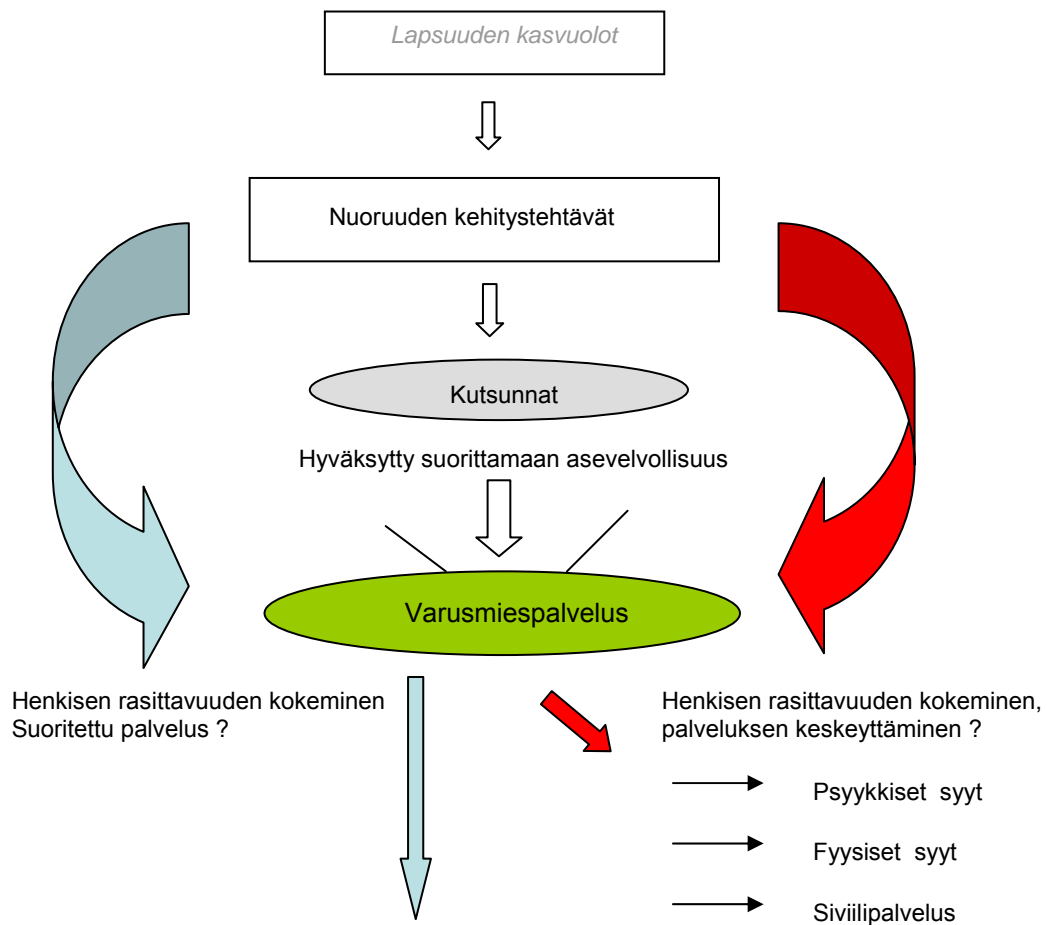 Lapsuuden kasvuolot
Nuoruuden kehitystehtävät
Kutsunnat
Hyväksytty suorittamaan asevelvollisuus
Varusmiespalvelus
Henkisen rasittavuuden kokeminen
Suoritettu palvelus ?
Henkisen rasittavuuden kokeminen,
palveluksen keskeyttäminen ?
Psyykkiset syyt
Fyysiset syyt
Siviilipalvelus